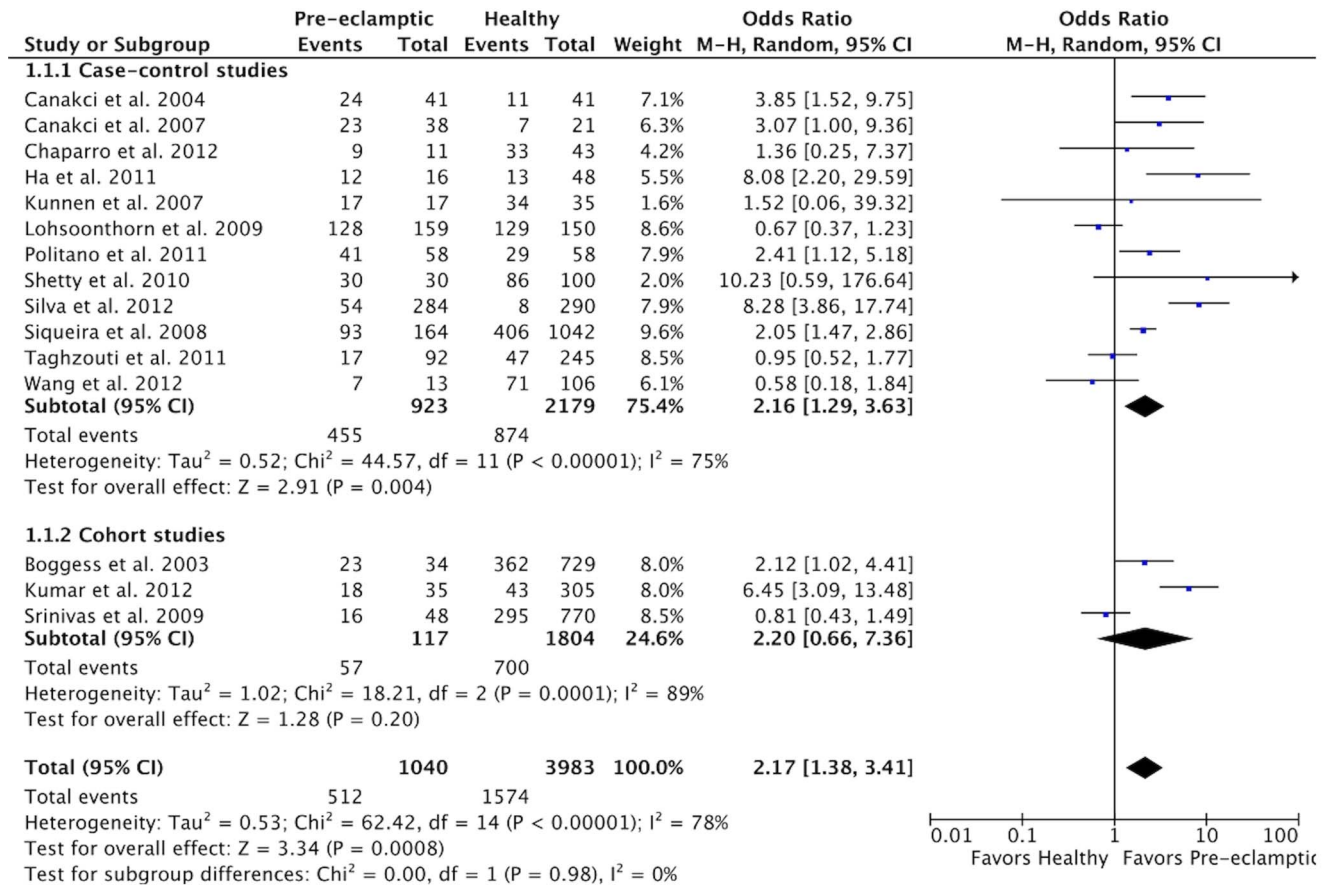 Pre-eclamptic Healthy Odds Ratio Odds Ratio
Study or Subgroup Events Total Events Total Weight M-H, Random, 95% CI M-H, Random, 95% CI
1.1.1 Case-control studies
Canakci et al. 2004 24 41 11 41 7.1% 3.85 [1.52, 9.75]
Canakci et al. 2007 23 38 7 21 6.3% 3.07 [1.00, 9.36]
Chaparro et al. 2012 9 11 33 43 4.2% 1.36 [0.25, 7.37]
Ha et al. 2011 12 16 13 48 5.5% 8.08 [2.20, 29.59]
Kunnen et al. 2007 17 17 34 35 1.6% 1.52 [0.06, 39.32]
Lohsoonthorn et al. 2009 128 159 129 150 8.6% 0.67 [0.37, 1.23]
Politano et al. 2011 41 58 29 58 7.9% 2.41 [1.12, 5.18]
Shetty et al. 2010 30 30 86 100 2.0% 10.23 [0.59, 176.64]
Silva et al. 2012 54 284 8 290 7.9% 8.28 [3.86, 17.74]
Siqueira et al. 2008 93 164 406 1042 9.6% 2.05 [1.47, 2.86]
Taghzouti et al. 2011 17 92 47 245 8.5% 0.95 [0.52, 1.77]
Wang et al. 2012 7 13 71 106 6.1% 0.58 [0.18, 1.84]
Subtotal (95% CI) 923 2179 75.4% 2.16 [1.29, 3.63]
Total events 455 874
Heterogeneity: Tau² = 0.52; Chi² = 44.57, df = 11 (P < 0.00001); I² = 75%
Test for overall effect: Z = 2.91 (P = 0.004)
1.1.2 Cohort studies
Boggess et al. 2003 23 34 362 729 8.0% 2.12 [1.02, 4.41]
Kumar et al. 2012 18 35 43 305 8.0% 6.45 [3.09, 13.48]
Srinivas et al. 2009 16 48 295 770 8.5% 0.81 [0.43, 1.49]
Subtotal (95% CI) 117 1804 24.6% 2.20 [0.66, 7.36]
Total events 57 700
Heterogeneity: Tau² = 1.02; Chi² = 18.21, df = 2 (P = 0.0001); I² = 89%
Test for overall effect: Z = 1.28 (P = 0.20)
Total (95% CI) 1040 3983 100.0% 2.17 [1.38, 3.41]
Total events 512 1574
Heterogeneity: Tau² = 0.53; Chi² = 62.42, df = 14 (P < 0.00001); I² = 78%
Test for overall effect: Z = 3.34 (P = 0.0008)
Test for subgroup differences: Chi² = 0.00, df = 1 (P = 0.98), I² = 0%
0.01 0.1 1 10 100
Favors Healthy Favors Pre-eclamptic